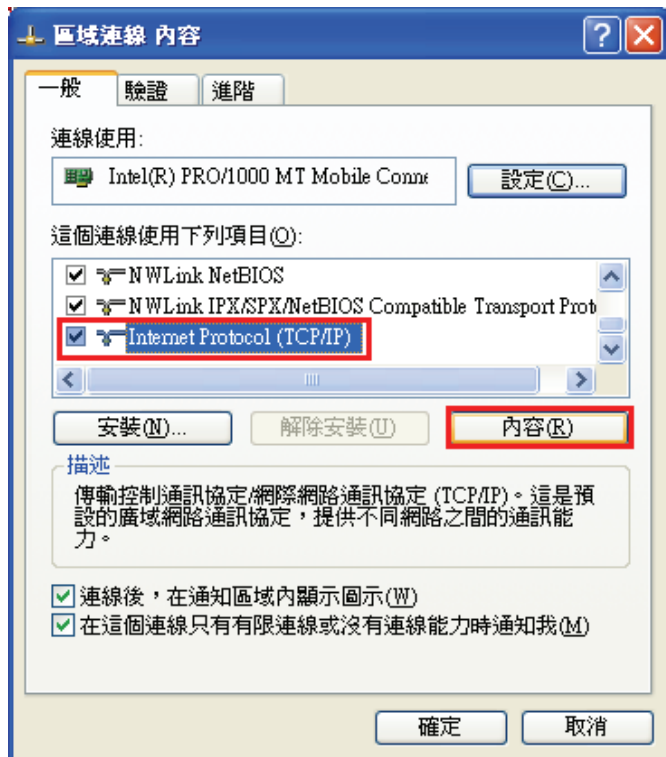 區域連線 內容
一般 驗證 進階
連線使用:
Intel(R) PRO/1000 MT Mobile Conne 設定(C)...
這個連線使用下列項目(O):
NWLink NetBIOS
NWLink IPX/SPX/NetBIOS Compatible Transport Prot
Internet Protocol (TCP/IP)
安裝(N)... 解除安裝(U) 內容(R)
描述
傳輸控制通訊協定/網際網路通訊協定 (TCP/IP)。這是預
設的廣域網路通訊協定，提供不同網路之間的通訊能
力。
連線後，在通知區域內顯示圖示(W)
在這個連線只有有限連線或沒有連線能力時通知我(M)
確定 取消